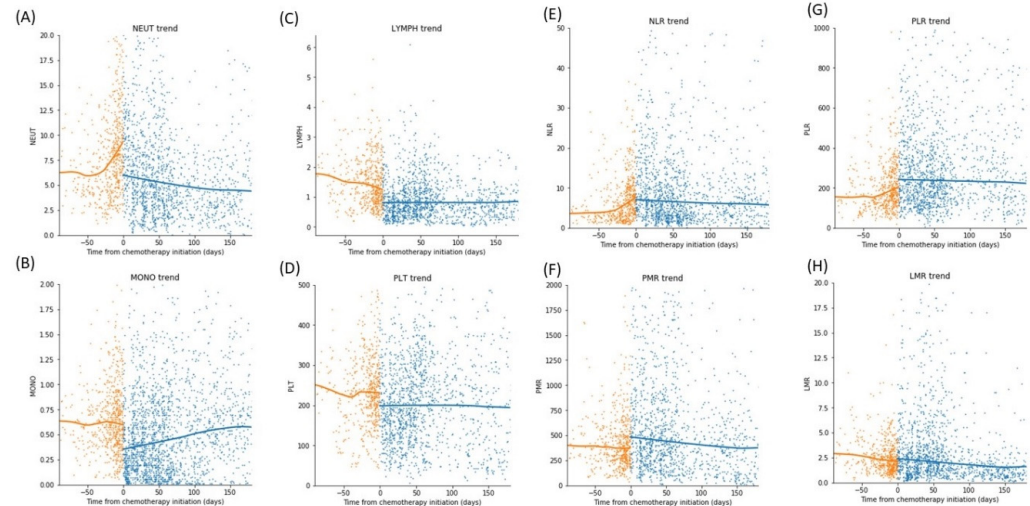 (A)
NEUT trend
20.0
17.5
15.0
12.5
10.0
7.5
5.0
2.5
0.0
NEUT
−50 0 50 100 150
Time from chemotherapy initiation (days)
(C)
LYMPH trend
6
5
4
3
2
1
0
LYMPH
−50 0 50 100 150
Time from chemotherapy initiation (days)
(E)
NLR trend
50
40
30
20
10
0
NLR
−50 0 50 100 150
Time from chemotherapy initiation (days)
(G)
PLR trend
1000
800
600
400
200
0
PLR
−50 0 50 100 150
Time from chemotherapy initiation (days)
(B)
MONO trend
2.00
1.75
1.50
1.25
1.00
0.75
0.50
0.25
0.00
MONO
−50 0 50 100 150
Time from chemotherapy initiation (days)
(D)
PLT trend
500
400
300
200
100
0
PLT
−50 0 50 100 150
Time from chemotherapy initiation (days)
(F)
PMR trend
2000
1750
1500
1250
1000
750
500
250
0
PMR
−50 0 50 100 150
Time from chemotherapy initiation (days)
(H)
LMR trend
20.0
17.5
15.0
12.5
10.0
7.5
5.0
2.5
0.0
LMR
−50 0 50 100 150
Time from chemotherapy initiation (days)